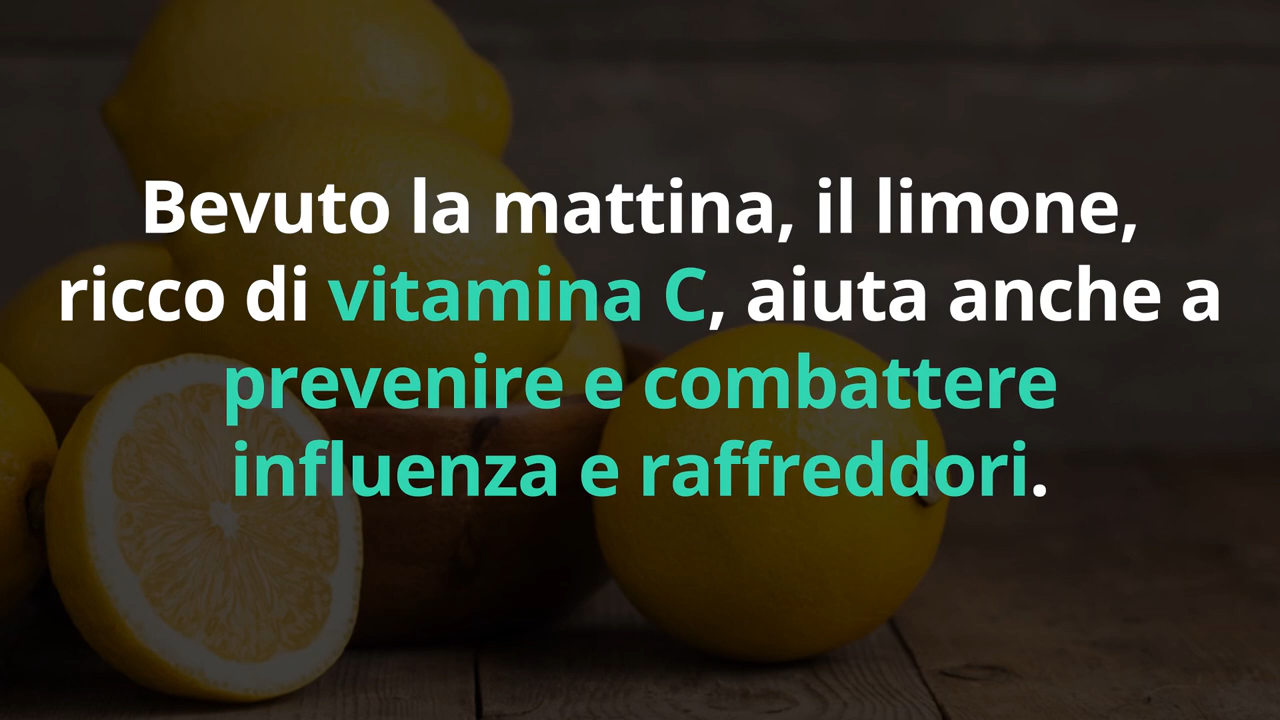 Bevuto la mattina, il limone,
ricco di vitamina C, aiuta anche a
prevenire e combattere
influenza e raffreddori.